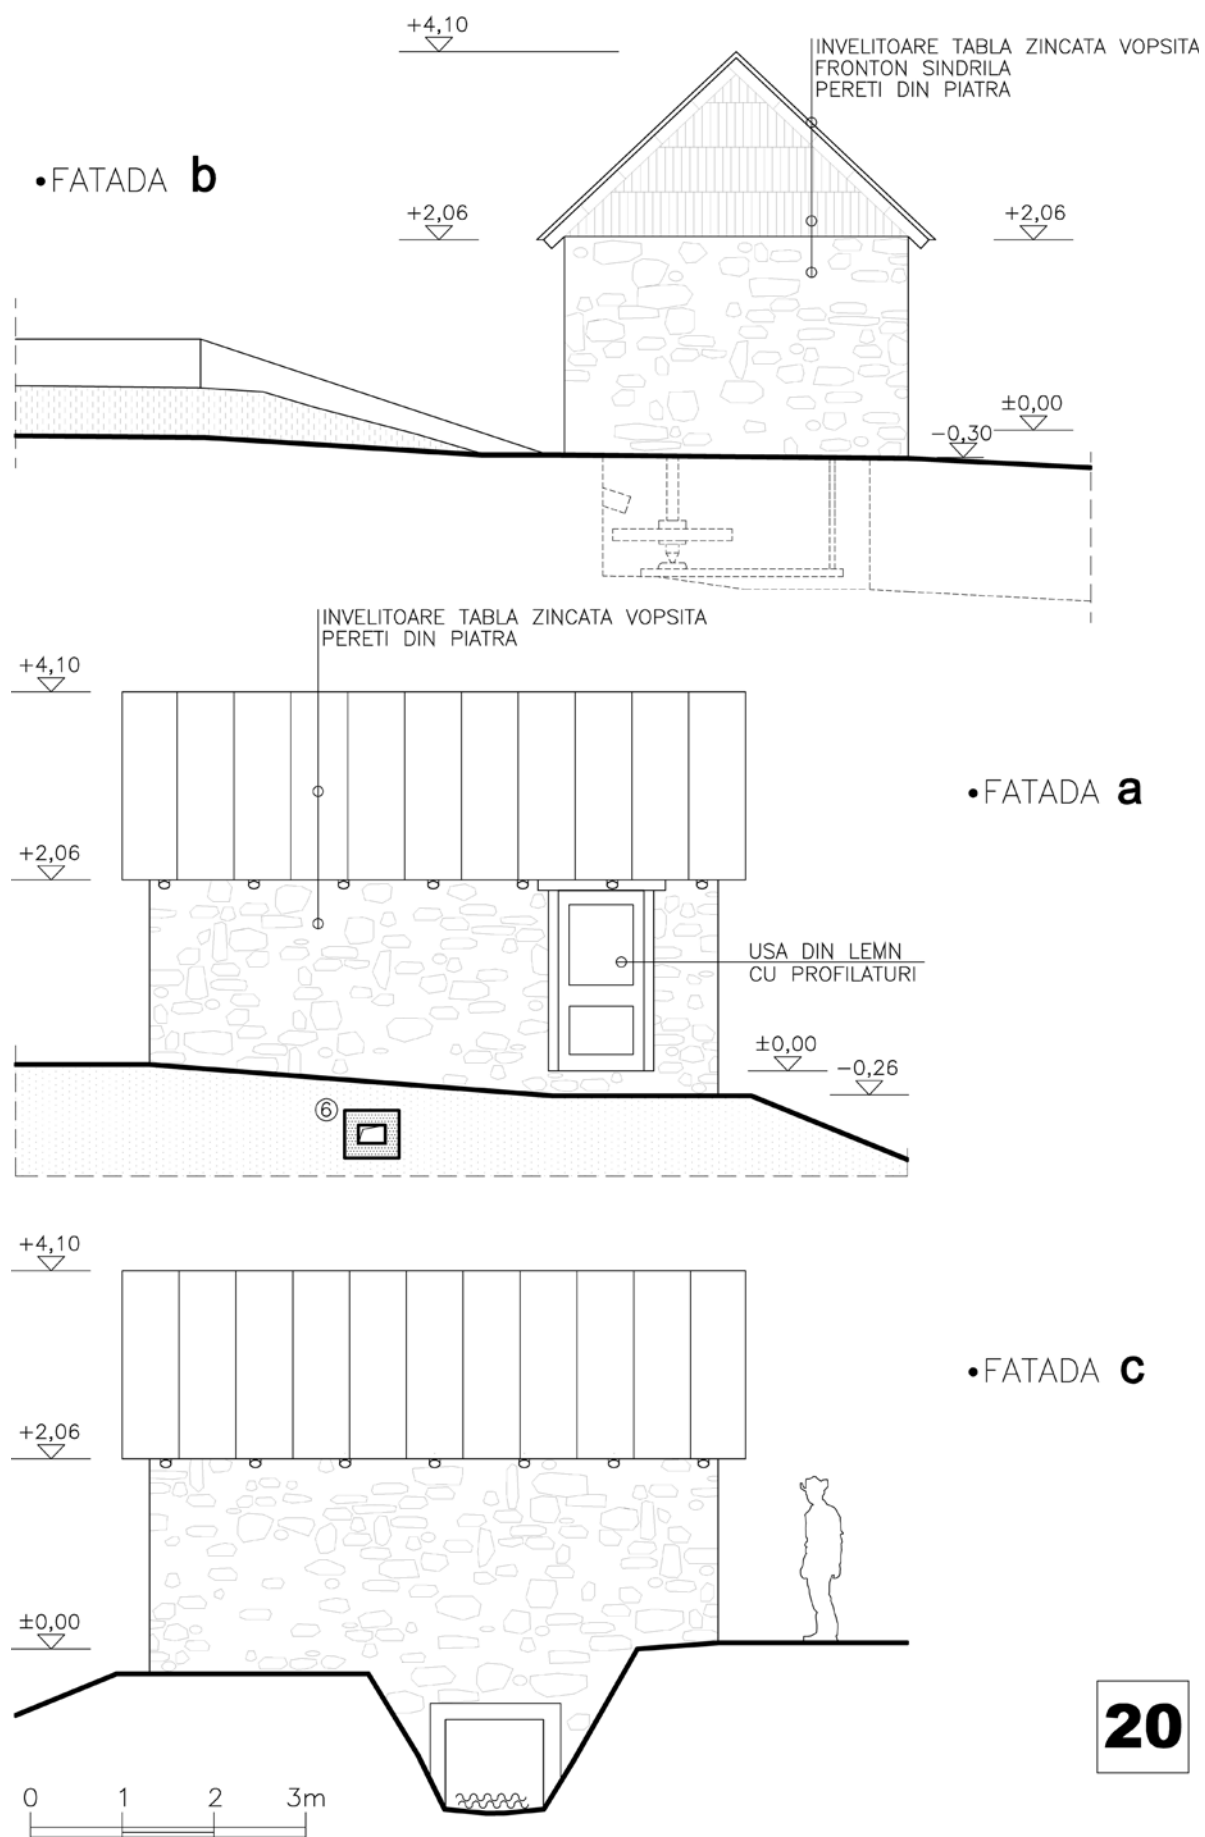 +4,10
INVELITOARE TABLA ZINCATA VOPSITA
FRONTON SINDRILA
PERETI DIN PIATRA
•FATADA b
+2,06
+2,06
±0,00
-0,30
INVELITOARE TABLA ZINCATA VOPSITA
PERETI DIN PIATRA
+4,10
•FATADA a
+2,06
USA DIN LEMN
CU PROFILATURI
±0,00
-0,26
6
+4,10
•FATADA c
+2,06
±0,00
20
0 1 2 3m